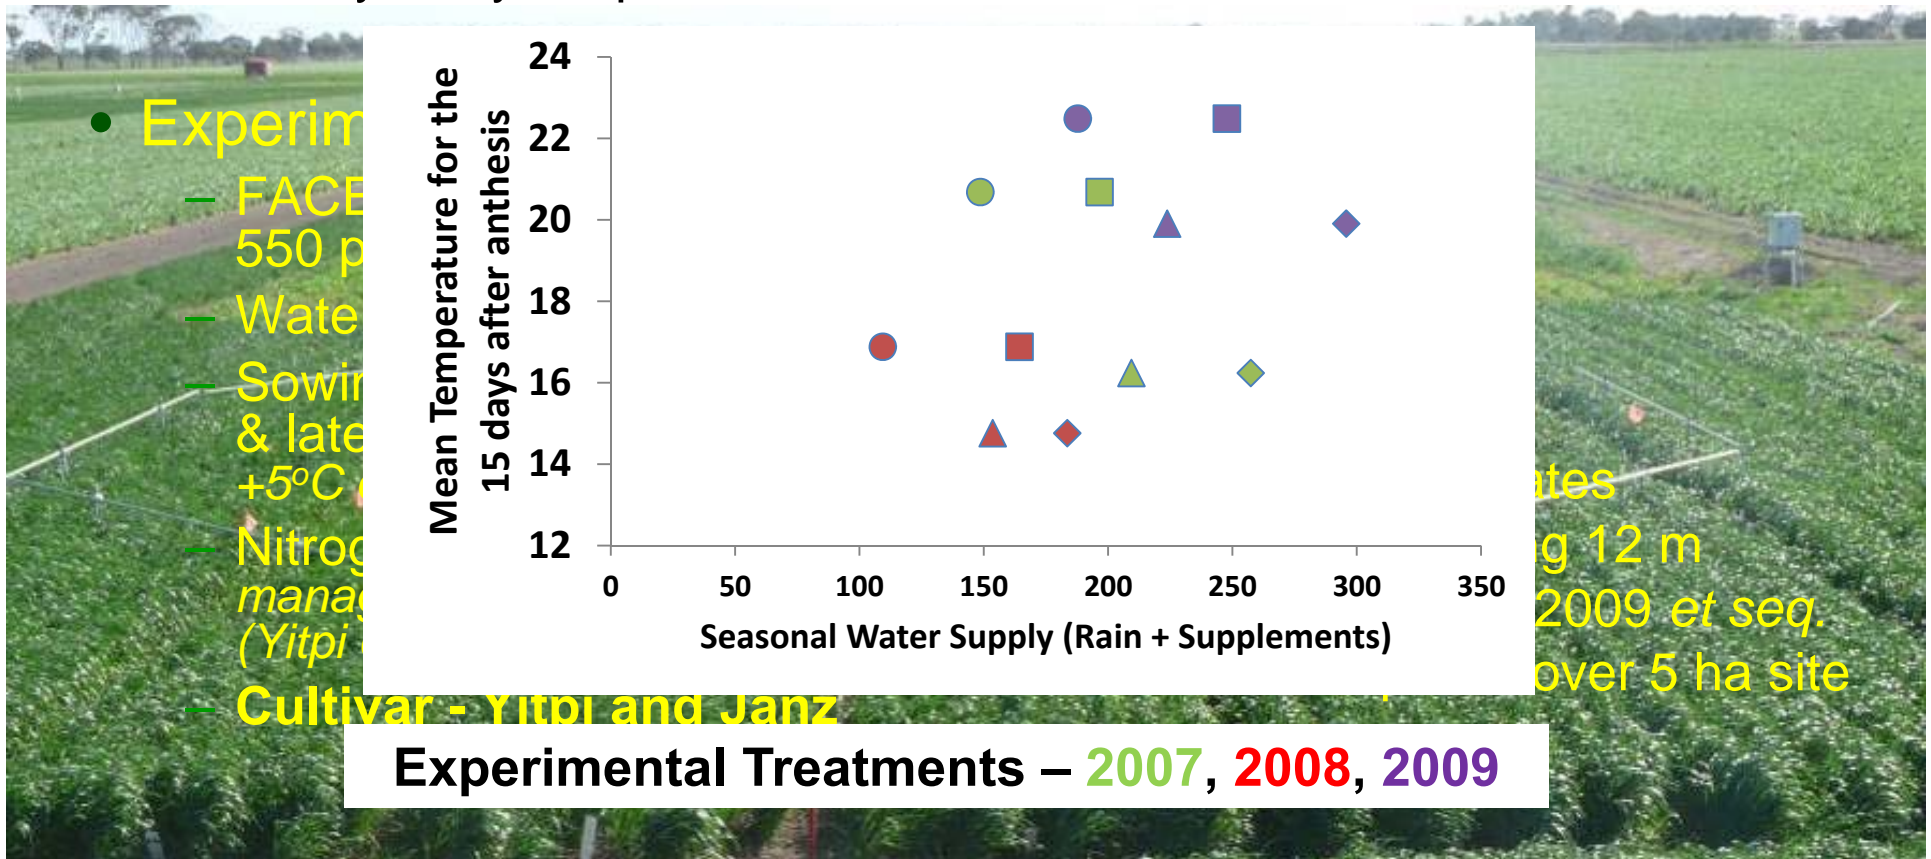 • Experim
– FACE
550 p
– Wate
– Sowin
& late
+5ºC
– Nitrog
manag
(Yitpi
– Cultivar - Yitpi and Janz
ates
g 12 m
2009 et seq.
over 5 ha site
Mean Temperature for the
15 days after anthesis
24
22
20
18
16
14
12
0 50 100 150 200 250 300 350
Seasonal Water Supply (Rain + Supplements)
Experimental Treatments – 2007, 2008, 2009